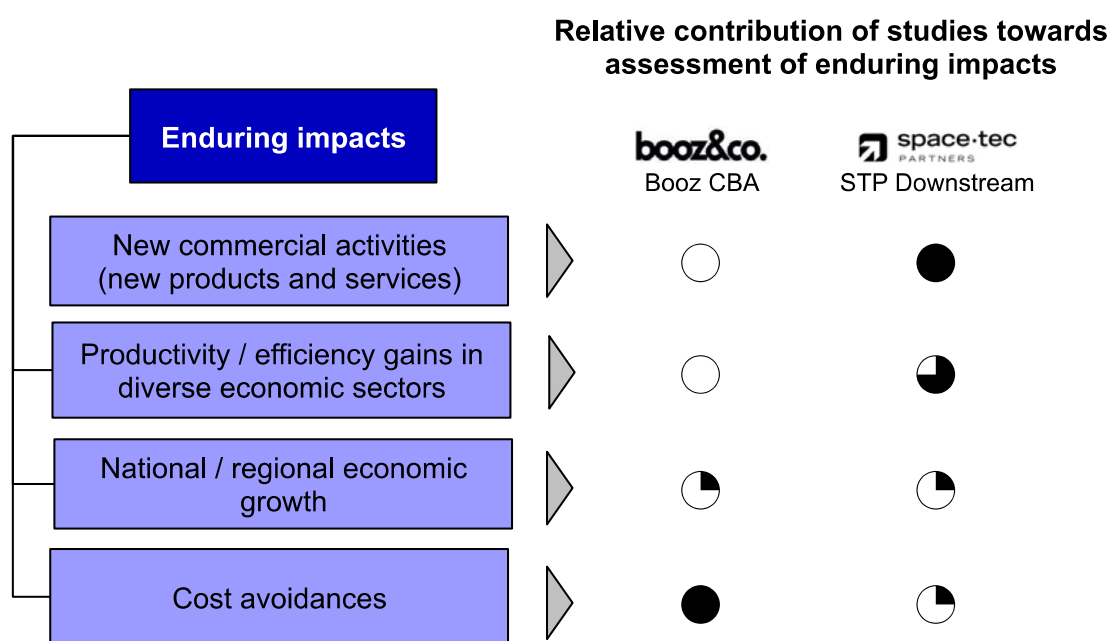 Relative contribution of studies towards
assessment of enduring impacts
Enduring impacts
booz&co.
Booz CBA
space·tec
PARTNERS
STP Downstream
New commercial activities
(new products and services)
Productivity / efficiency gains in
diverse economic sectors
National / regional economic
growth
Cost avoidances